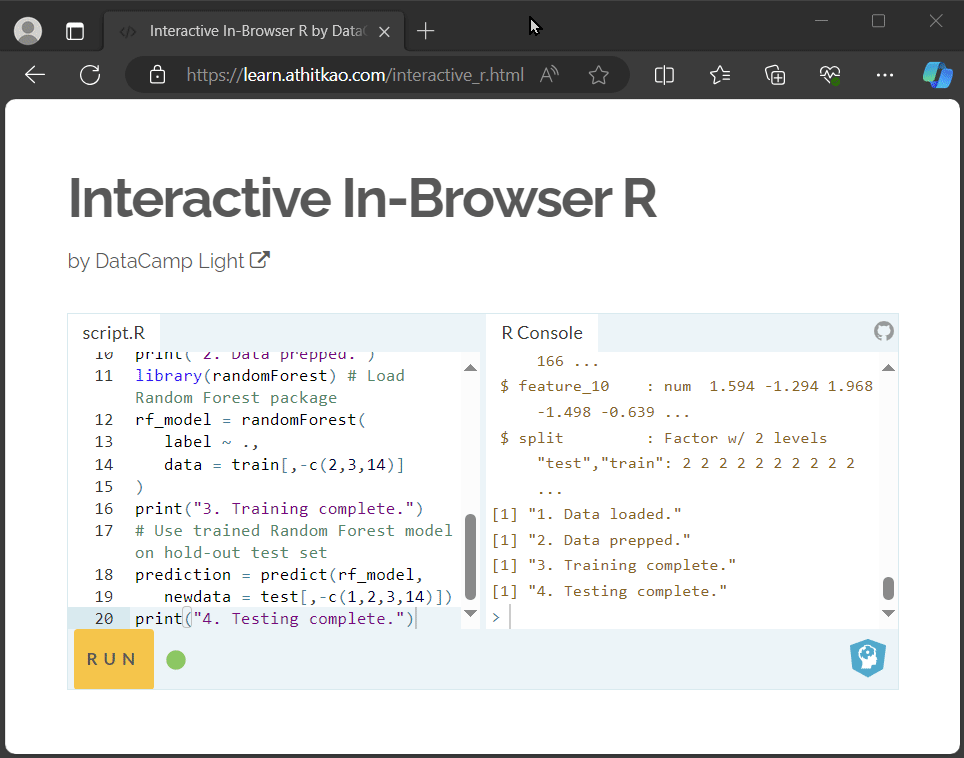 Interactive In-Browser R by Data
https://learn.athitkao.com/interactive_r.html
Interactive In-Browser R
by DataCamp Light
script.R
10 print("2. Data prepped.")
11 library(randomForest) # Load
Random Forest package
12 rf_model = randomForest(
13 label ~ .,
14 data = train[,-c(2,3,14)]
15 )
16 print("3. Training complete.")
17 # Use trained Random Forest model
on hold-out test set
18 prediction = predict(rf_model,
19 newdata = test[,-c(1,2,3,14)])
20 print("4. Testing complete.")
RUN
R Console
166 ...
$ feature_10 : num 1.594 -1.294 1.968
-1.498 -0.639 ...
$ split : Factor w/ 2 levels
"test","train": 2 2 2 2 2 2 2 2 2 2
...
[1] "1. Data loaded."
[1] "2. Data prepped."
[1] "3. Training complete."
[1] "4. Testing complete."
>